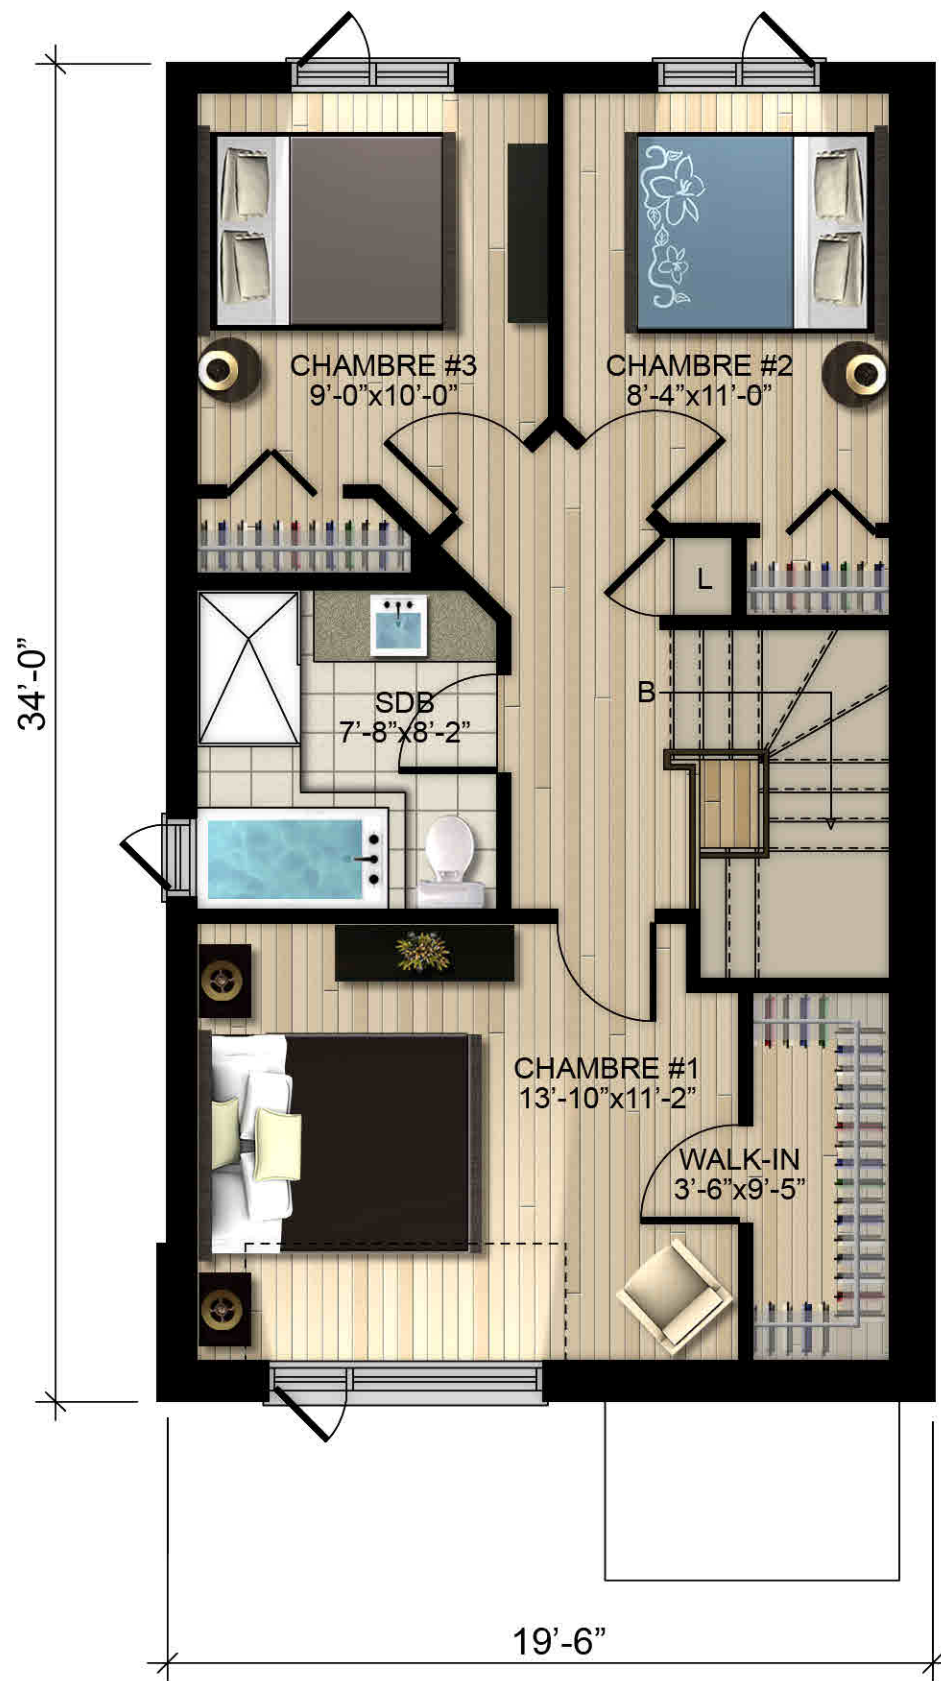 CHAMBRE #3
9'-0”x10'-0”
CHAMBRE #2
8'-4”x11'-0”
L
34'-0”
B
SDB
7'-8”x8'-2”
CHAMBRE #1
13'-10”x11'-2”
WALK-IN
3'-6”x9'-5”
19'-6”